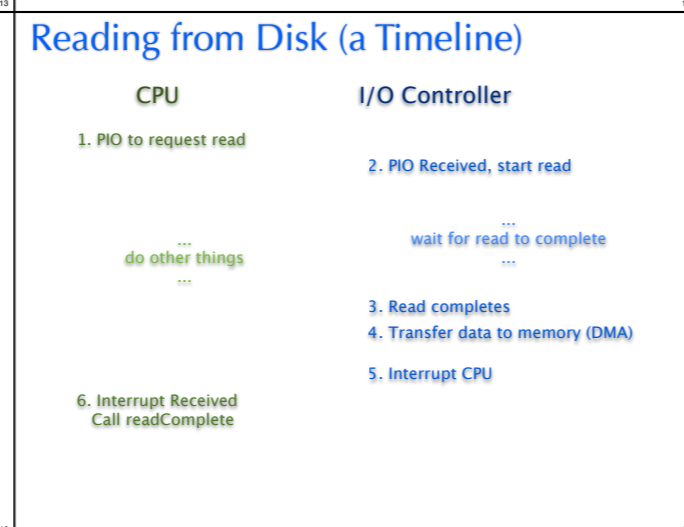 13
Reading from Disk (a Timeline)
CPU
I/O Controller
1. PIO to request read
2. PIO Received, start read
...
wait for read to complete
...
...
do other things
...
3. Read completes
4. Transfer data to memory (DMA)
5. Interrupt CPU
6. Interrupt Received
Call readComplete